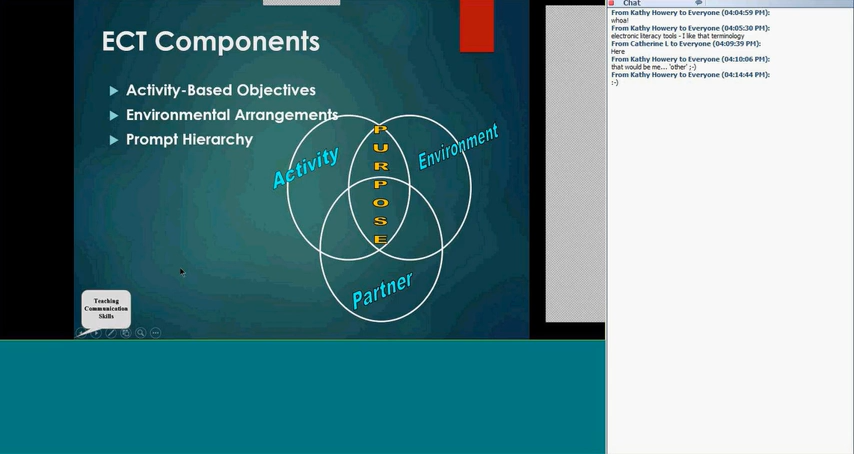 ECT Components
Activity-Based Objectives
Environmental Arrangements
Prompt Hierarchy
Activity
PURPOSE
Environment
Partner
Teaching
Communication
Skills
Chat
From Kathy Howery to Everyone (04:04:59 PM):
whoa!
From Kathy Howery to Everyone (04:05:30 PM):
electronic literacy tools - I like that terminology
From Catherine L to Everyone (04:09:39 PM):
Here
From Kathy Howery to Everyone (04:10:06 PM):
that would be me... 'other' ;-)
From Kathy Howery to Everyone (04:14:44 PM):
:-)